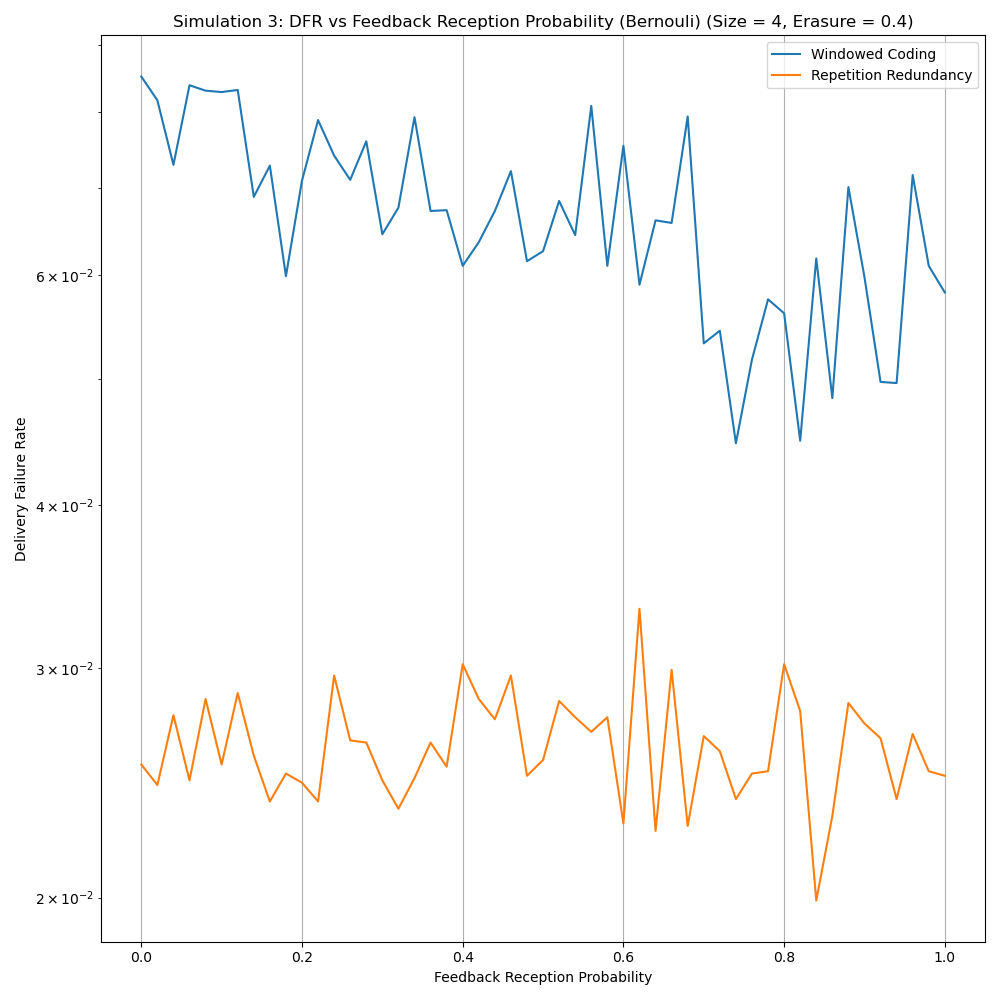 Simulation 3: DFR vs Feedback Reception Probability (Bernouli) (Size = 4, Erasure = 0.4)
Windowed Coding
Repetition Redundancy
Delivery Failure Rate
6 × 10⁻²
4 × 10⁻²
3 × 10⁻²
2 × 10⁻²
0.0 0.2 0.4 0.6 0.8 1.0
Feedback Reception Probability